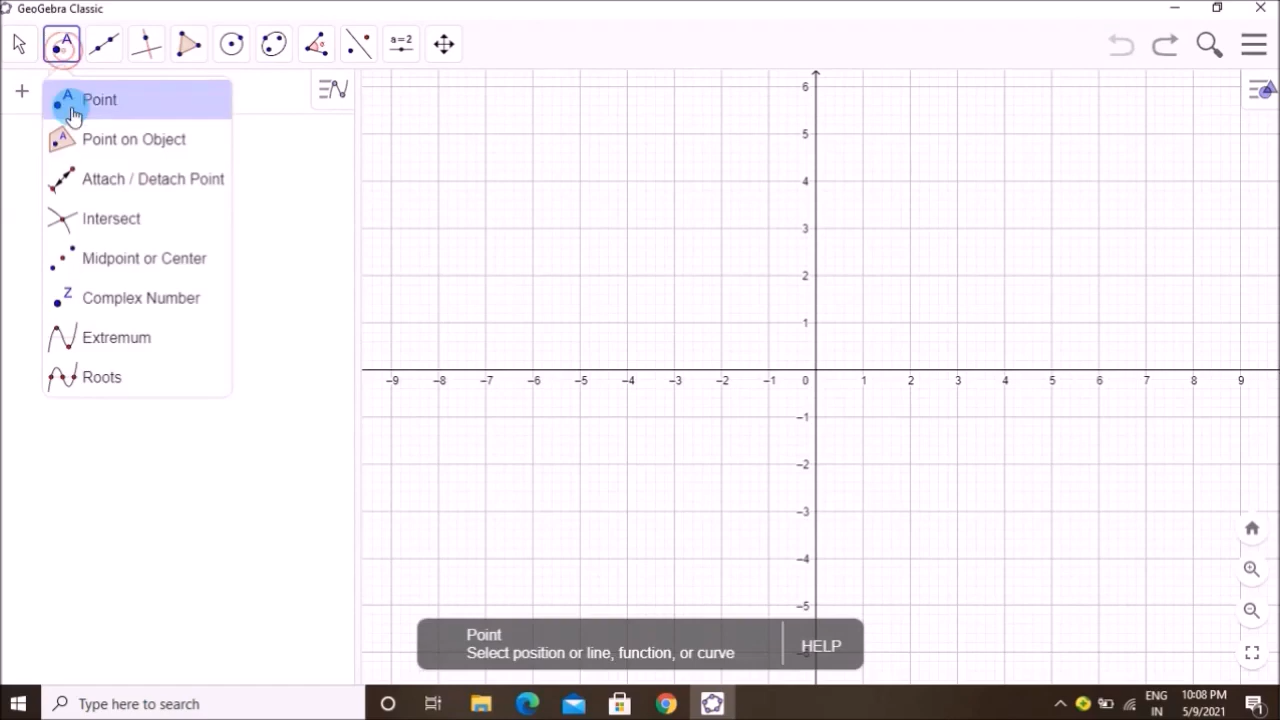 GeoGebra Classic
A
a=2
Point
Point on Object
Attach / Detach Point
Intersect
Midpoint or Center
Complex Number
Extremum
Roots
A
A
Z
6
5
4
3
2
1
−9 −8 −7 −6 −5 −4 −3 −2 −1 0 1 2 3 4 5 6 7 8 9
−1
−2
−3
−4
−5
Point
Select position or line, function, or curve
HELP
Type here to search
ENG
IN
10:08 PM
5/9/2021
1